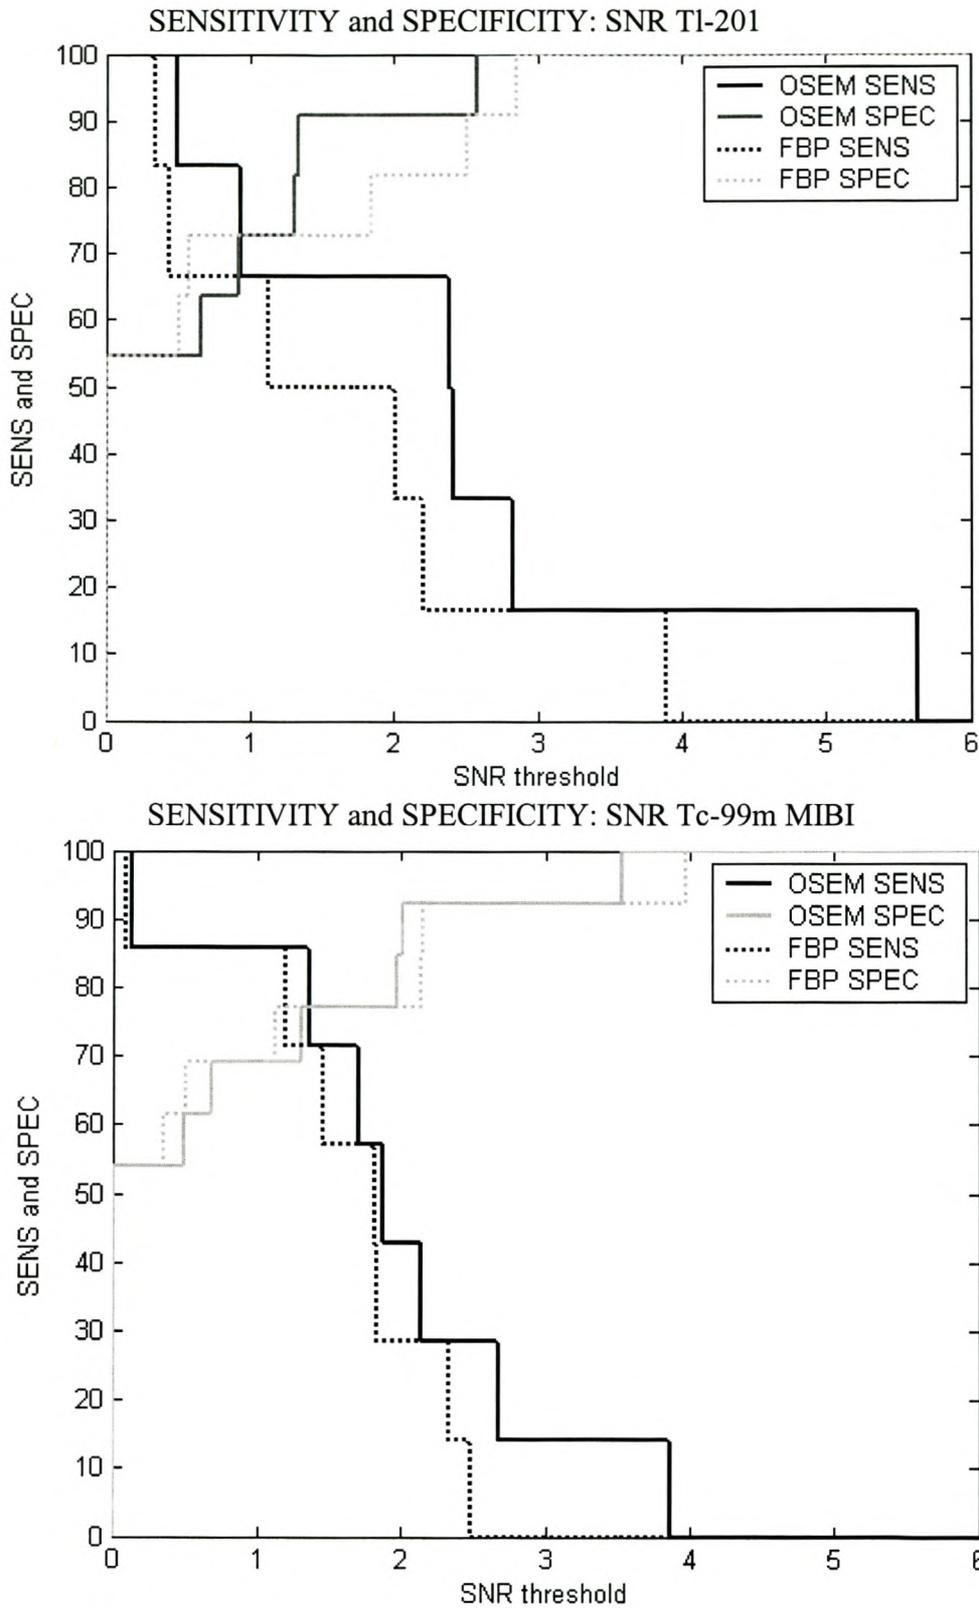 SENSITIVITY and SPECIFICITY: SNR Tl-201
100
90
80
70
60
50
40
30
20
10
0
SENS and SPEC
OSEM SENS
OSEM SPEC
FBP SENS
FBP SPEC
0 1 2 3 4 5 6
SNR threshold
SENSITIVITY and SPECIFICITY: SNR Tc-99m MIBI
100
90
80
70
60
50
40
30
20
10
0
SENS and SPEC
OSEM SENS
OSEM SPEC
FBP SENS
FBP SPEC
0 1 2 3 4 5 6
SNR threshold